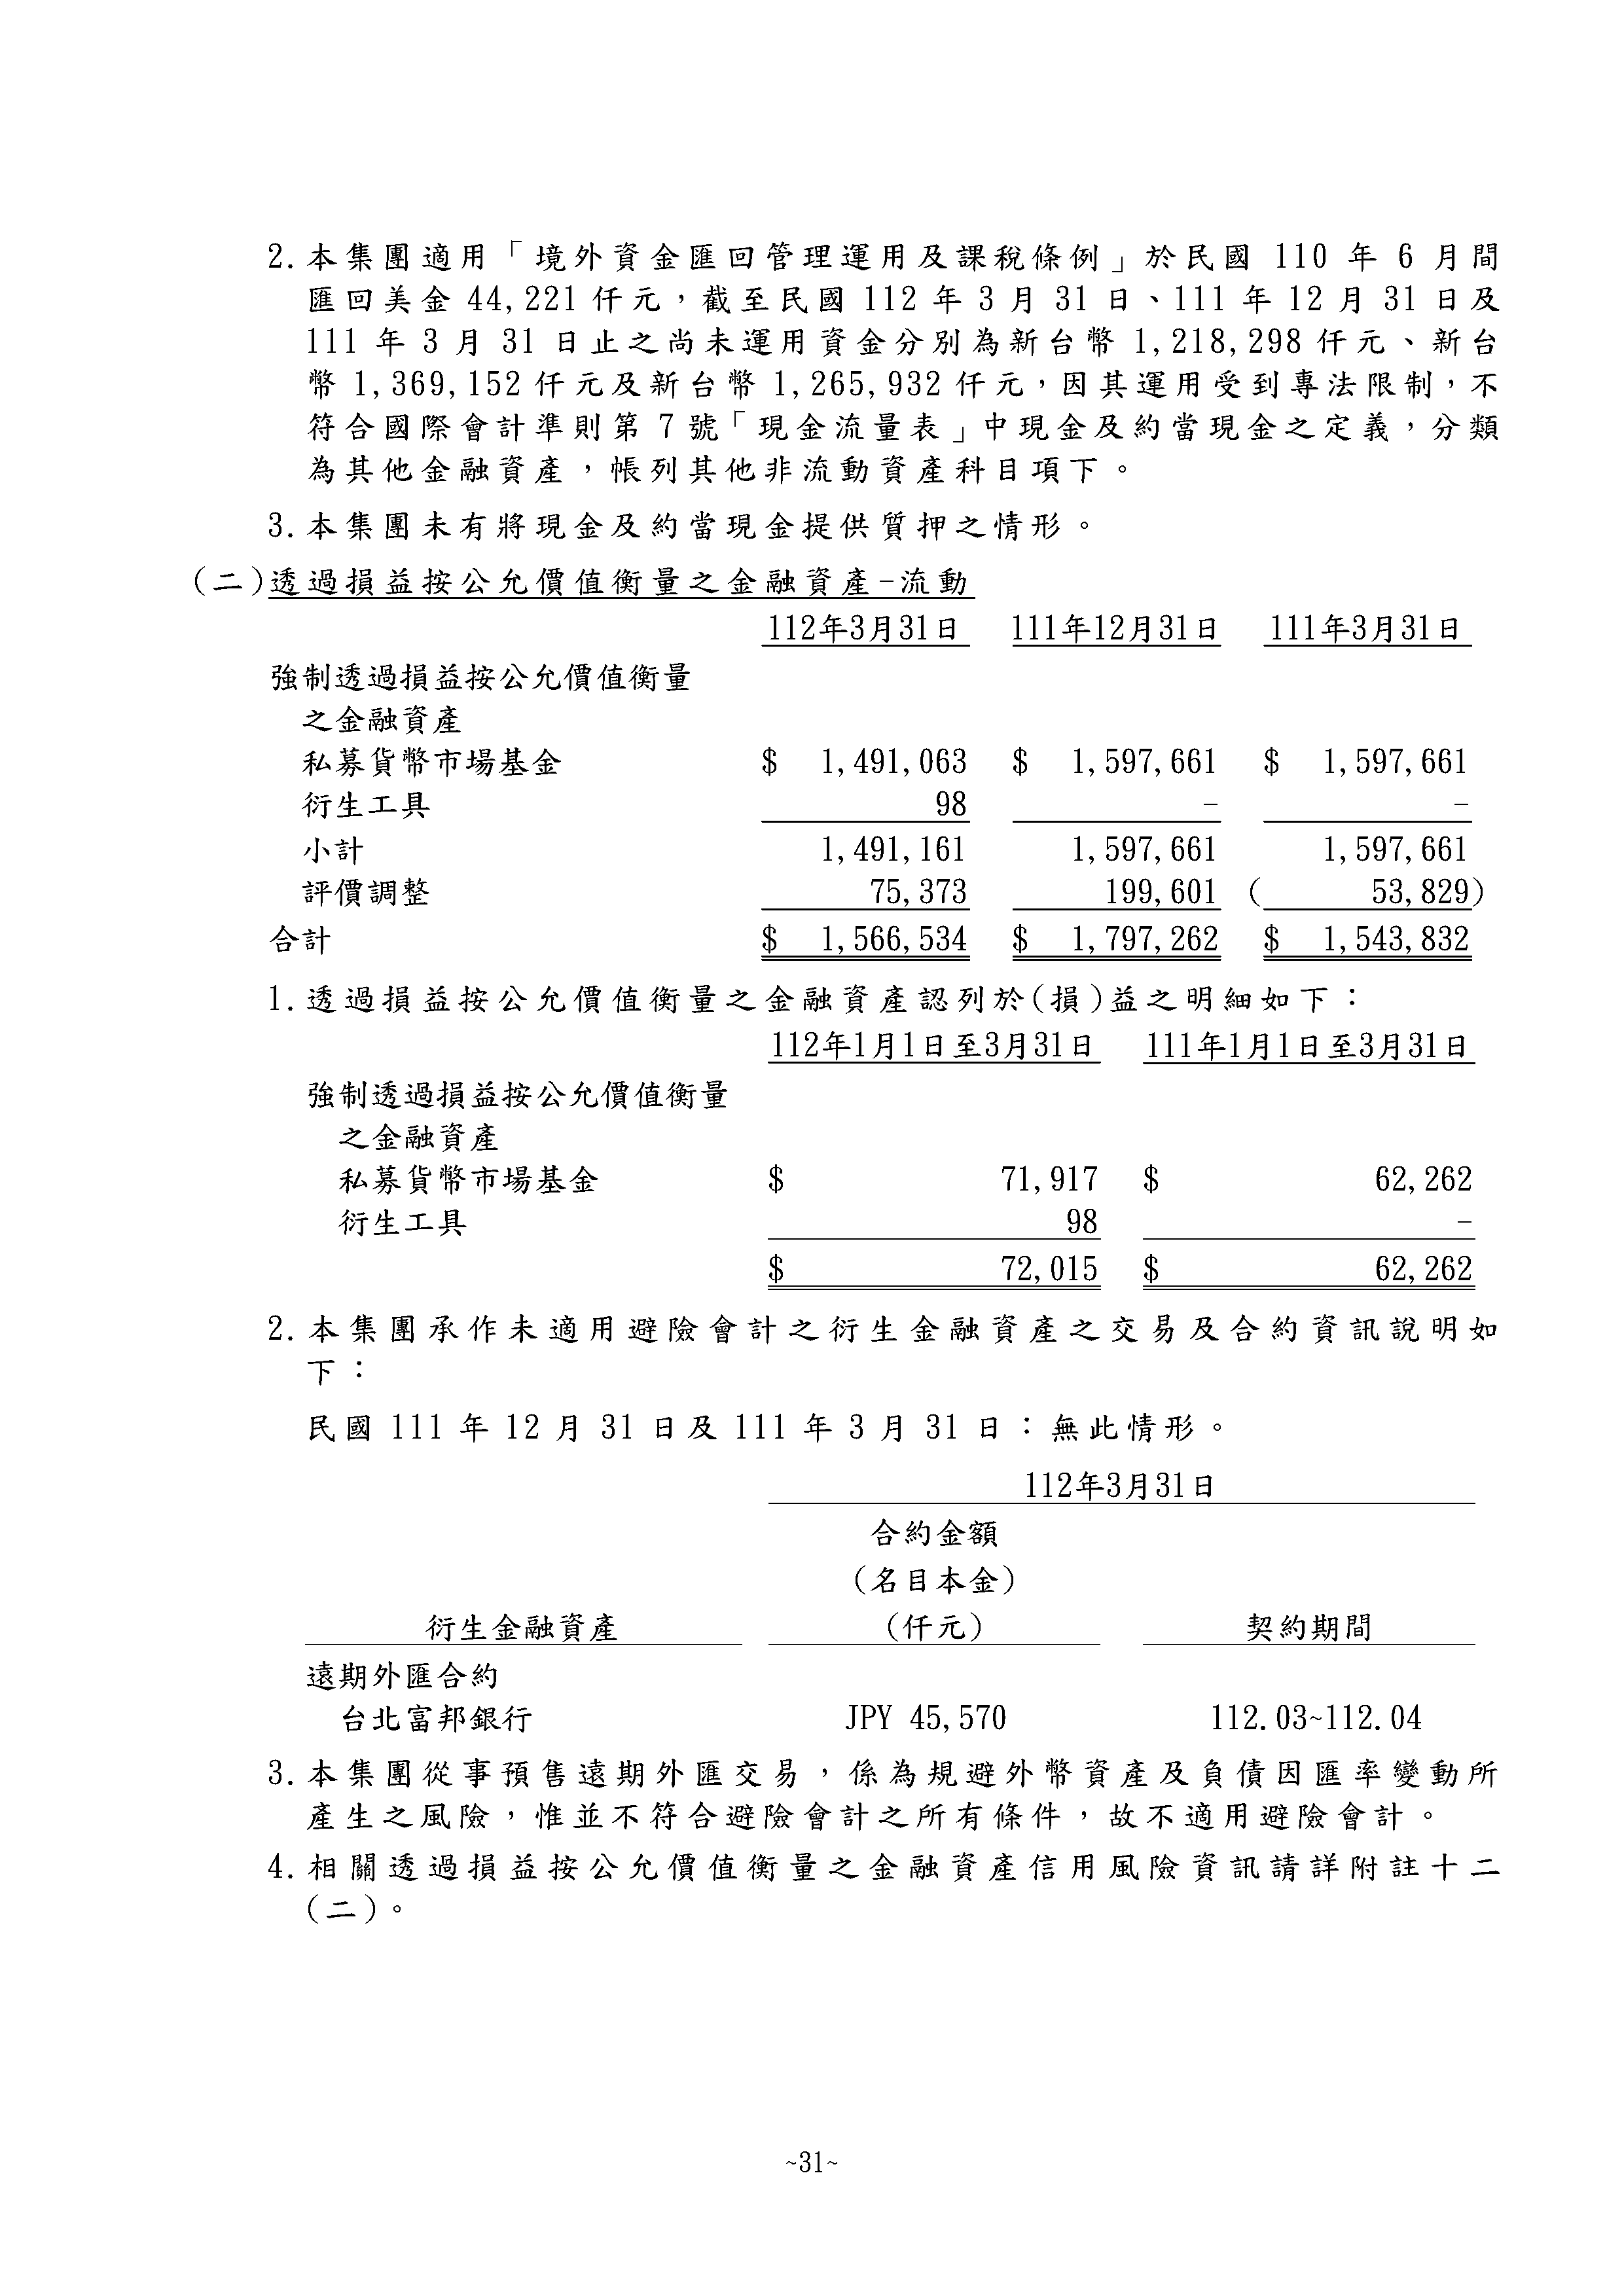 2.本集團適用「境外資金匯回管理運用及課稅條例」於民國 110 年 6 月間
匯回美金 44,221 仟元，截至民國 112 年 3 月 31 日、111 年 12 月 31 日及
111 年 3 月 31 日止之尚未運用資金分別為新台幣 1,218,298 仟元、新台
幣 1,369,152 仟元及新台幣 1,265,932 仟元，因其運用受到專法限制，不
符合國際會計準則第 7 號「現金流量表」中現金及約當現金之定義，分類
為其他金融資產，帳列其他非流動資產科目項下。
3.本集團未有將現金及約當現金提供質押之情形。
(二)透過損益按公允價值衡量之金融資產-流動
112年3月31日 111年12月31日 111年3月31日
強制透過損益按公允價值衡量
之金融資產
私募貨幣市場基金 $ 1,491,063 $ 1,597,661 $ 1,597,661
衍生工具 98 - -
小計 1,491,161 1,597,661 1,597,661
評價調整 75,373 199,601 ( 53,829)
合計 $ 1,566,534 $ 1,797,262 $ 1,543,832
1.透過損益按公允價值衡量之金融資產認列於(損)益之明細如下：
112年1月1日至3月31日 111年1月1日至3月31日
強制透過損益按公允價值衡量
之金融資產
私募貨幣市場基金 $ 71,917 $ 62,262
衍生工具 98 -
$ 72,015 $ 62,262
2.本集團承作未適用避險會計之衍生金融資產之交易及合約資訊說明如
下：
民國 111 年 12 月 31 日及 111 年 3 月 31 日：無此情形。
112年3月31日
合約金額
(名目本金)
衍生金融資產 (仟元) 契約期間
遠期外匯合約
台北富邦銀行 JPY 45,570 112.03~112.04
3.本集團從事預售遠期外匯交易，係為規避外幣資產及負債因匯率變動所
產生之風險，惟並不符合避險會計之所有條件，故不適用避險會計。
4.相關透過損益按公允價值衡量之金融資產信用風險資訊請詳附註十二
(二)。
~31~